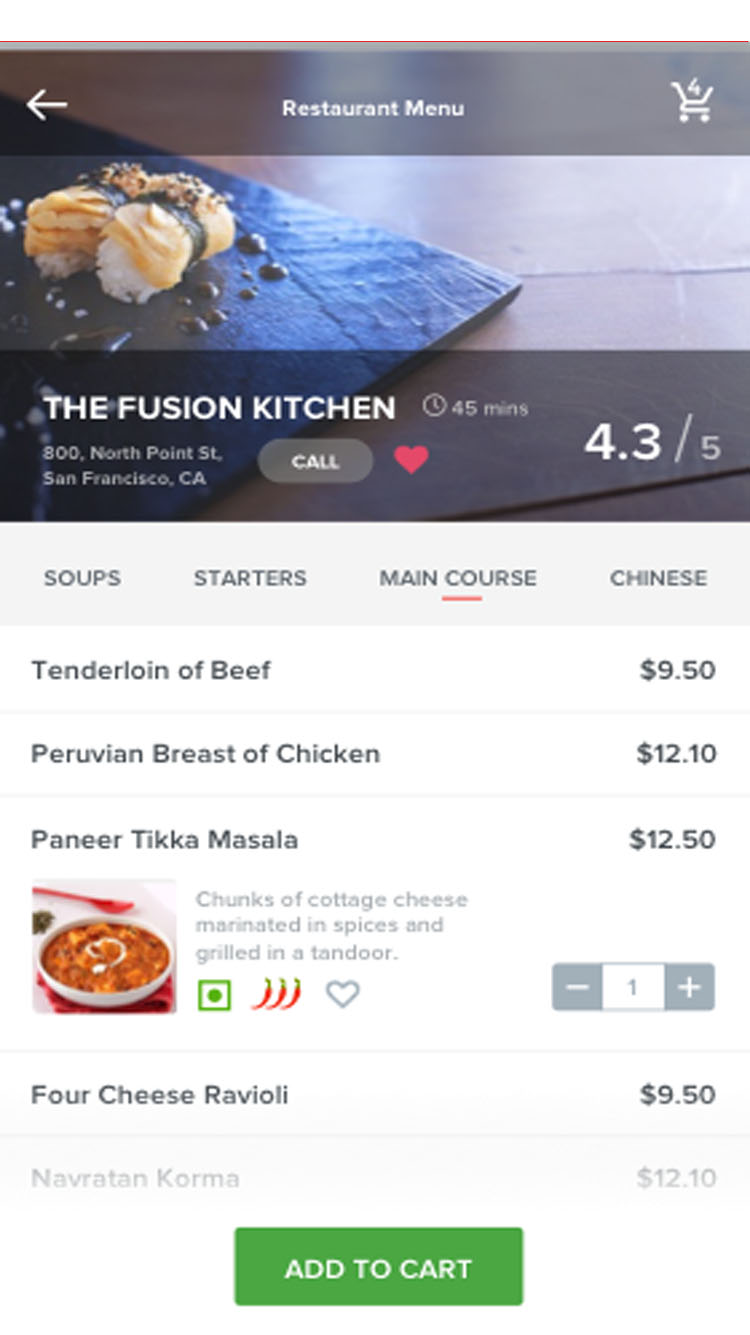 Restaurant Menu
4
THE FUSION KITCHEN
45 mins
800, North Point St,
San Francisco, CA
CALL
4.3 / 5
SOUPS STARTERS MAIN COURSE CHINESE
Tenderloin of Beef $9.50
Peruvian Breast of Chicken $12.10
Paneer Tikka Masala $12.50
Chunks of cottage cheese
marinated in spices and
grilled in a tandoor.
− 1 +
Four Cheese Ravioli $9.50
Navratan Korma $12.10
ADD TO CART